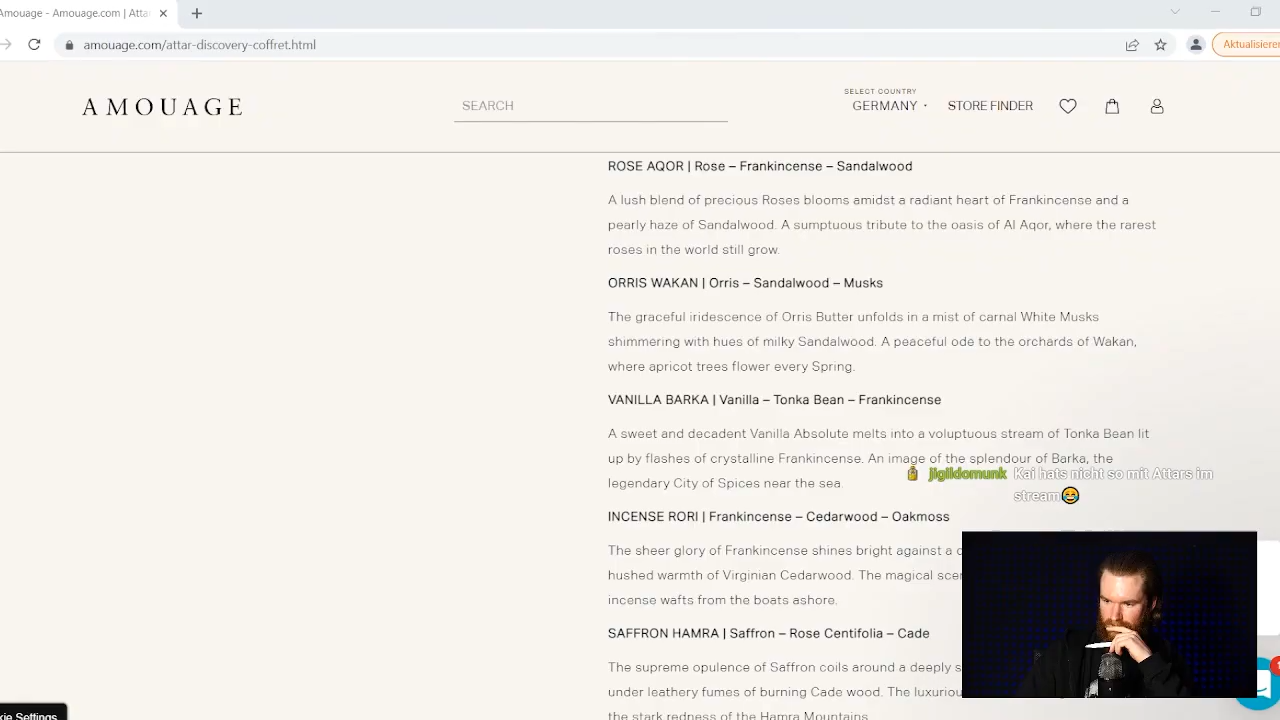 Amouage - Amouage.com | Attar
amouage.com/attar-discovery-coffret.html
Aktualisieren
AMOUAGE
SEARCH
SELECT COUNTRY
GERMANY
STORE FINDER
ROSE AQOR | Rose – Frankincense – Sandalwood
A lush blend of precious Roses blooms amidst a radiant heart of Frankincense and a
pearly haze of Sandalwood. A sumptuous tribute to the oasis of Al Aqor, where the rarest
roses in the world still grow.
ORRIS WAKAN | Orris – Sandalwood – Musks
The graceful iridescence of Orris Butter unfolds in a mist of carnal White Musks
shimmering with hues of milky Sandalwood. A peaceful ode to the orchards of Wakan,
where apricot trees flower every Spring.
VANILLA BARKA | Vanilla – Tonka Bean – Frankincense
A sweet and decadent Vanilla Absolute melts into a voluptuous stream of Tonka Bean lit
up by flashes of crystalline Frankincense. An image of the splendour of Barka, the
legendary City of Spices near the sea.
jigildomunk Kai hats nicht so mit Attars im
stream😂
INCENSE RORI | Frankincense – Cedarwood – Oakmoss
The sheer glory of Frankincense shines bright against a
hushed warmth of Virginian Cedarwood. The magical
incense wafts from the boats ashore.
SAFFRON HAMRA | Saffron – Rose Centifolia – Cade
The supreme opulence of Saffron coils around a deeply
under leathery fumes of burning Cade wood. The
the stark redness of the Hamra Mountains.
Settings